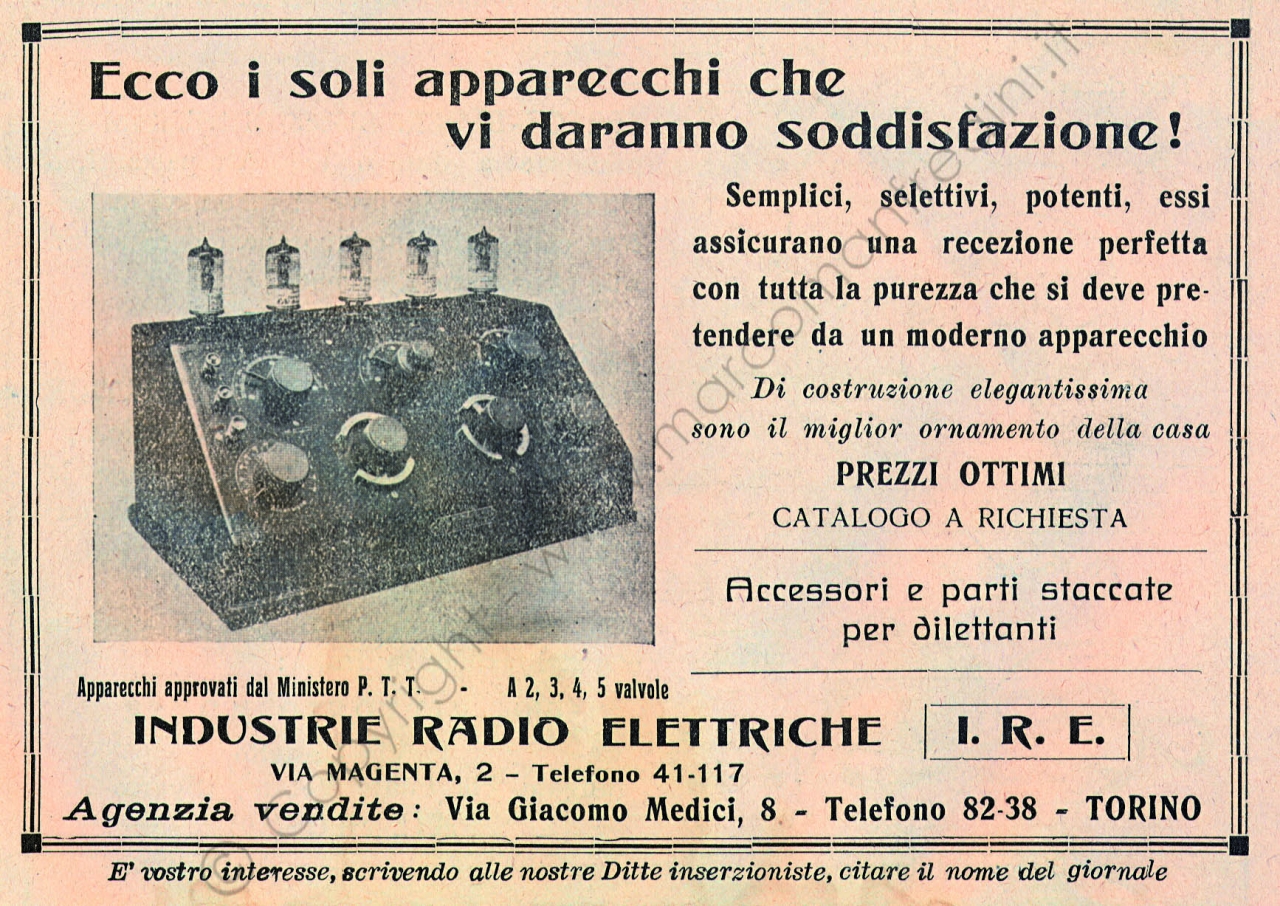 Ecco i soli apparecchi che
vi daranno soddisfazione!
Semplici, selettivi, potenti, essi
assicurano una recezione perfetta
con tutta la purezza che si deve pre-
tendere da un moderno apparecchio
Di costruzione elegantissima
sono il miglior ornamento della casa
PREZZI OTTIMI
CATALOGO A RICHIESTA
Accessori e parti staccate
per dilettanti
Apparecchi approvati dal Ministero P. T. T. - A 2, 3, 4, 5 valvole
INDUSTRIE RADIO ELETTRICHE I. R. E.
VIA MAGENTA, 2 - Telefono 41-117
Agenzia vendite: Via Giacomo Medici, 8 - Telefono 82-38 - TORINO
E' vostro interesse, scrivendo alle nostre Ditte inserzioniste, citare il nome del giornale
© copyright - www.marcomanfredini.it